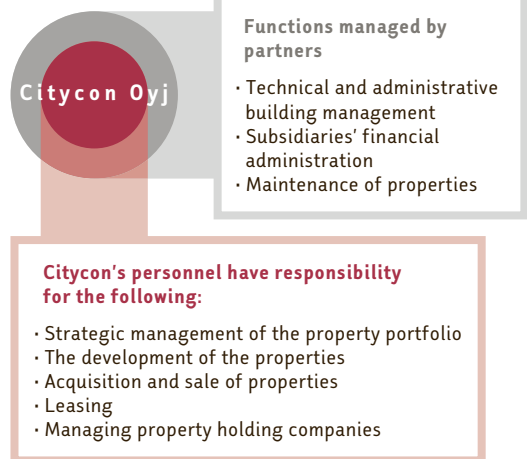 Citycon Oyj
Functions managed by
partners
· Technical and administrative
building management
· Subsidiaries' financial
administration
· Maintenance of properties
Citycon's personnel have responsibility
for the following:
· Strategic management of the property portfolio
· The development of the properties
· Acquisition and sale of properties
· Leasing
· Managing property holding companies